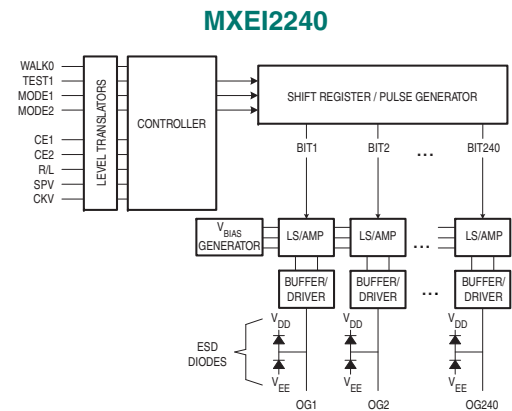 MXEI2240
WALK0
TEST1
MODE1
MODE2
CE1
CE2
R/L
SPV
CKV
LEVEL TRANSLATORS
CONTROLLER
SHIFT REGISTER / PULSE GENERATOR
BIT1 BIT2 ... BIT240
VBIAS
GENERATOR
LS/AMP LS/AMP ... LS/AMP
BUFFER/ BUFFER/ ... BUFFER/
DRIVER DRIVER DRIVER
VDD VDD VDD
ESD
DIODES
VEE VEE VEE
OG1 OG2 OG240